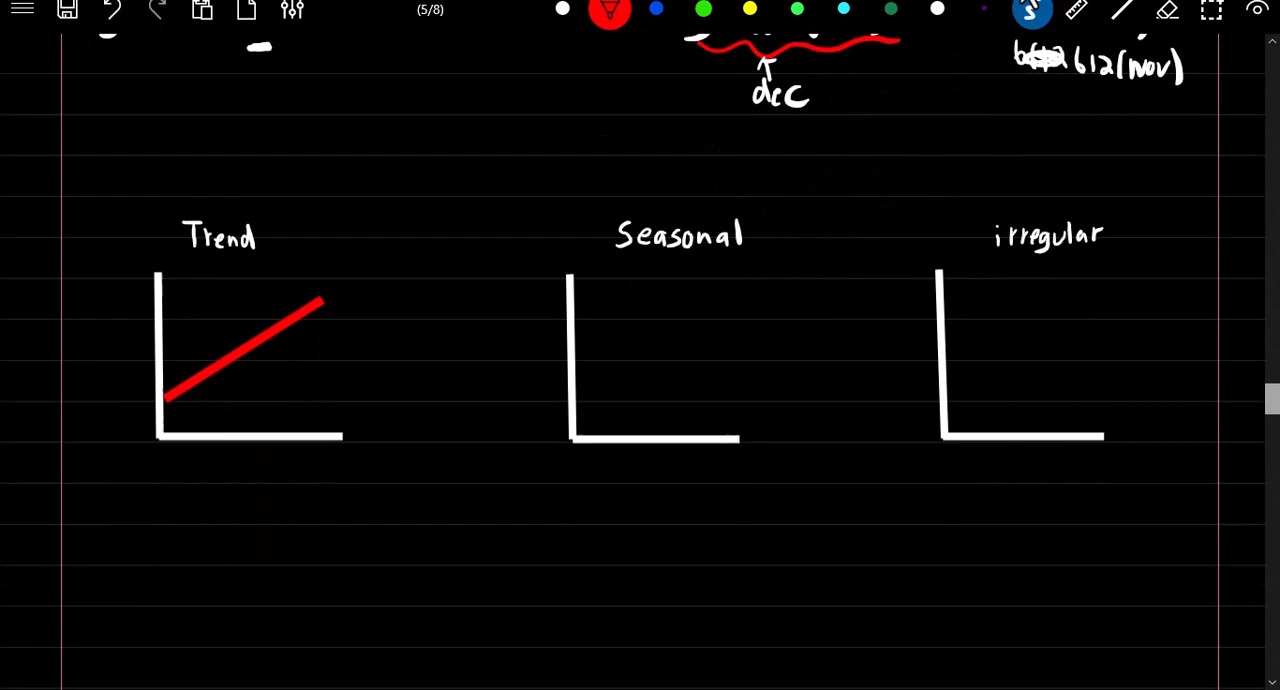 (5/8)
612(nov)
dec
Trend
Seasonal
irregular